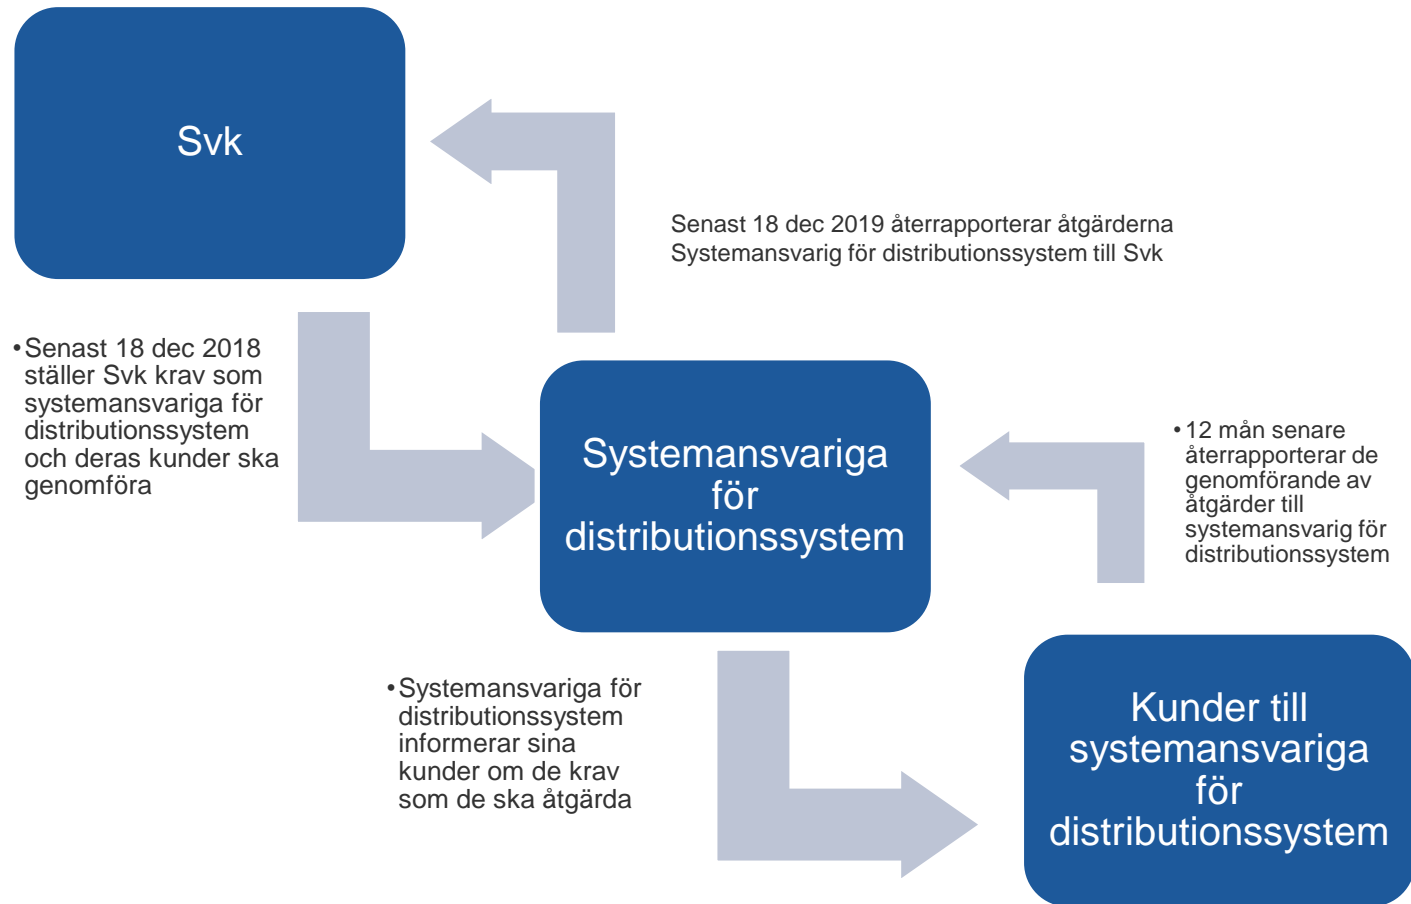 Svk
Senast 18 dec 2019 återrapporterar åtgärderna
Systemansvarig för distributionssystem till Svk
•Senast 18 dec 2018
ställer Svk krav som
systemansvariga för
distributionssystem
och deras kunder ska
genomföra
Systemansvariga
för
distributionssystem
•12 mån senare
återrapporterar de
genomförande av
åtgärder till
systemansvarig för
distributionssystem
•Systemansvariga för
distributionssystem
informerar sina
kunder om de krav
som de ska åtgärda
Kunder till
systemansvariga
för
distributionssystem